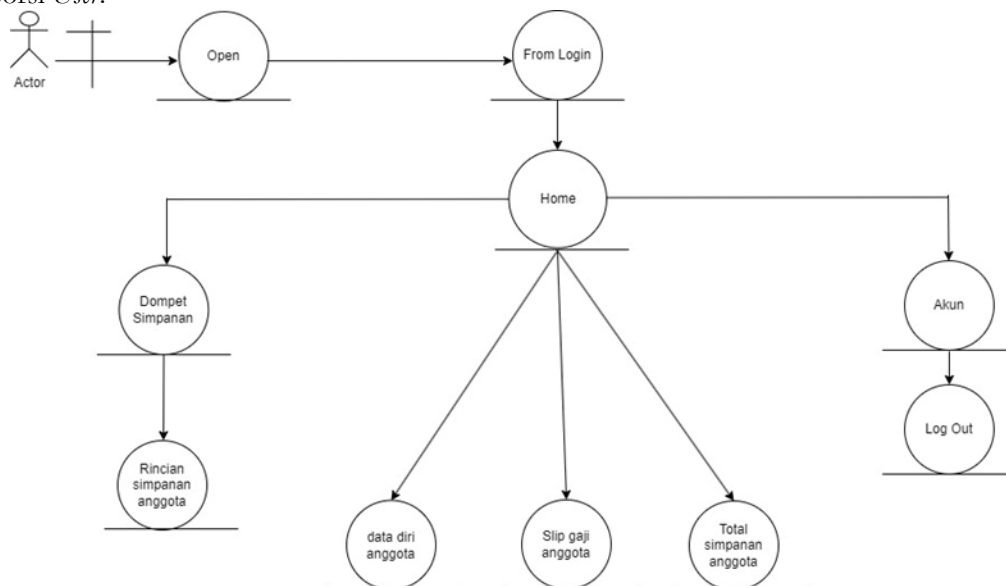 Open
From Login
Actor
Home
Dompet
Simpanan
Akun
Log Out
Rincian
simpanan
anggota
data diri
anggota
Slip gaji
anggota
Total
simpanan
anggota